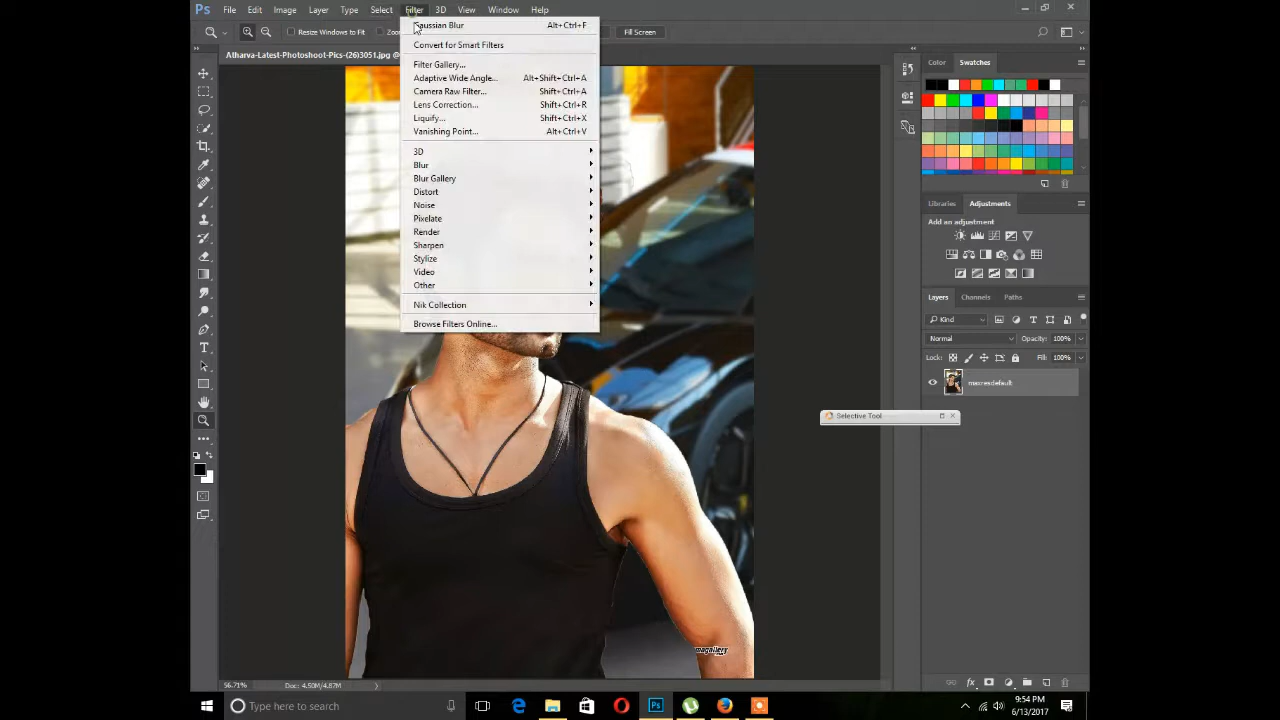 Ps File Edit Image Layer Type Select Filter 3D View Window Help
Resize Windows to Fit Fill Screen
Atharva-Latest-Photoshoot-Pics-(26)3051.jpg @
Gaussian Blur Alt+Ctrl+F
Convert for Smart Filters
Filter Gallery...
Adaptive Wide Angle... Alt+Shift+Ctrl+A
Camera Raw Filter... Shift+Ctrl+A
Lens Correction... Shift+Ctrl+R
Liquify... Shift+Ctrl+X
Vanishing Point... Alt+Ctrl+V
3D
Blur
Blur Gallery
Distort
Noise
Pixelate
Render
Sharpen
Stylize
Video
Other
Nik Collection
Browse Filters Online...
Color Swatches
Libraries Adjustments
Add an adjustment
Layers Channels Paths
Kind
Normal Opacity: 100%
Lock: Fill: 100%
maxresdefault
Selective Tool
56.71% Doc: 4.50M/4.87M
Type here to search
9:54 PM
6/13/2017